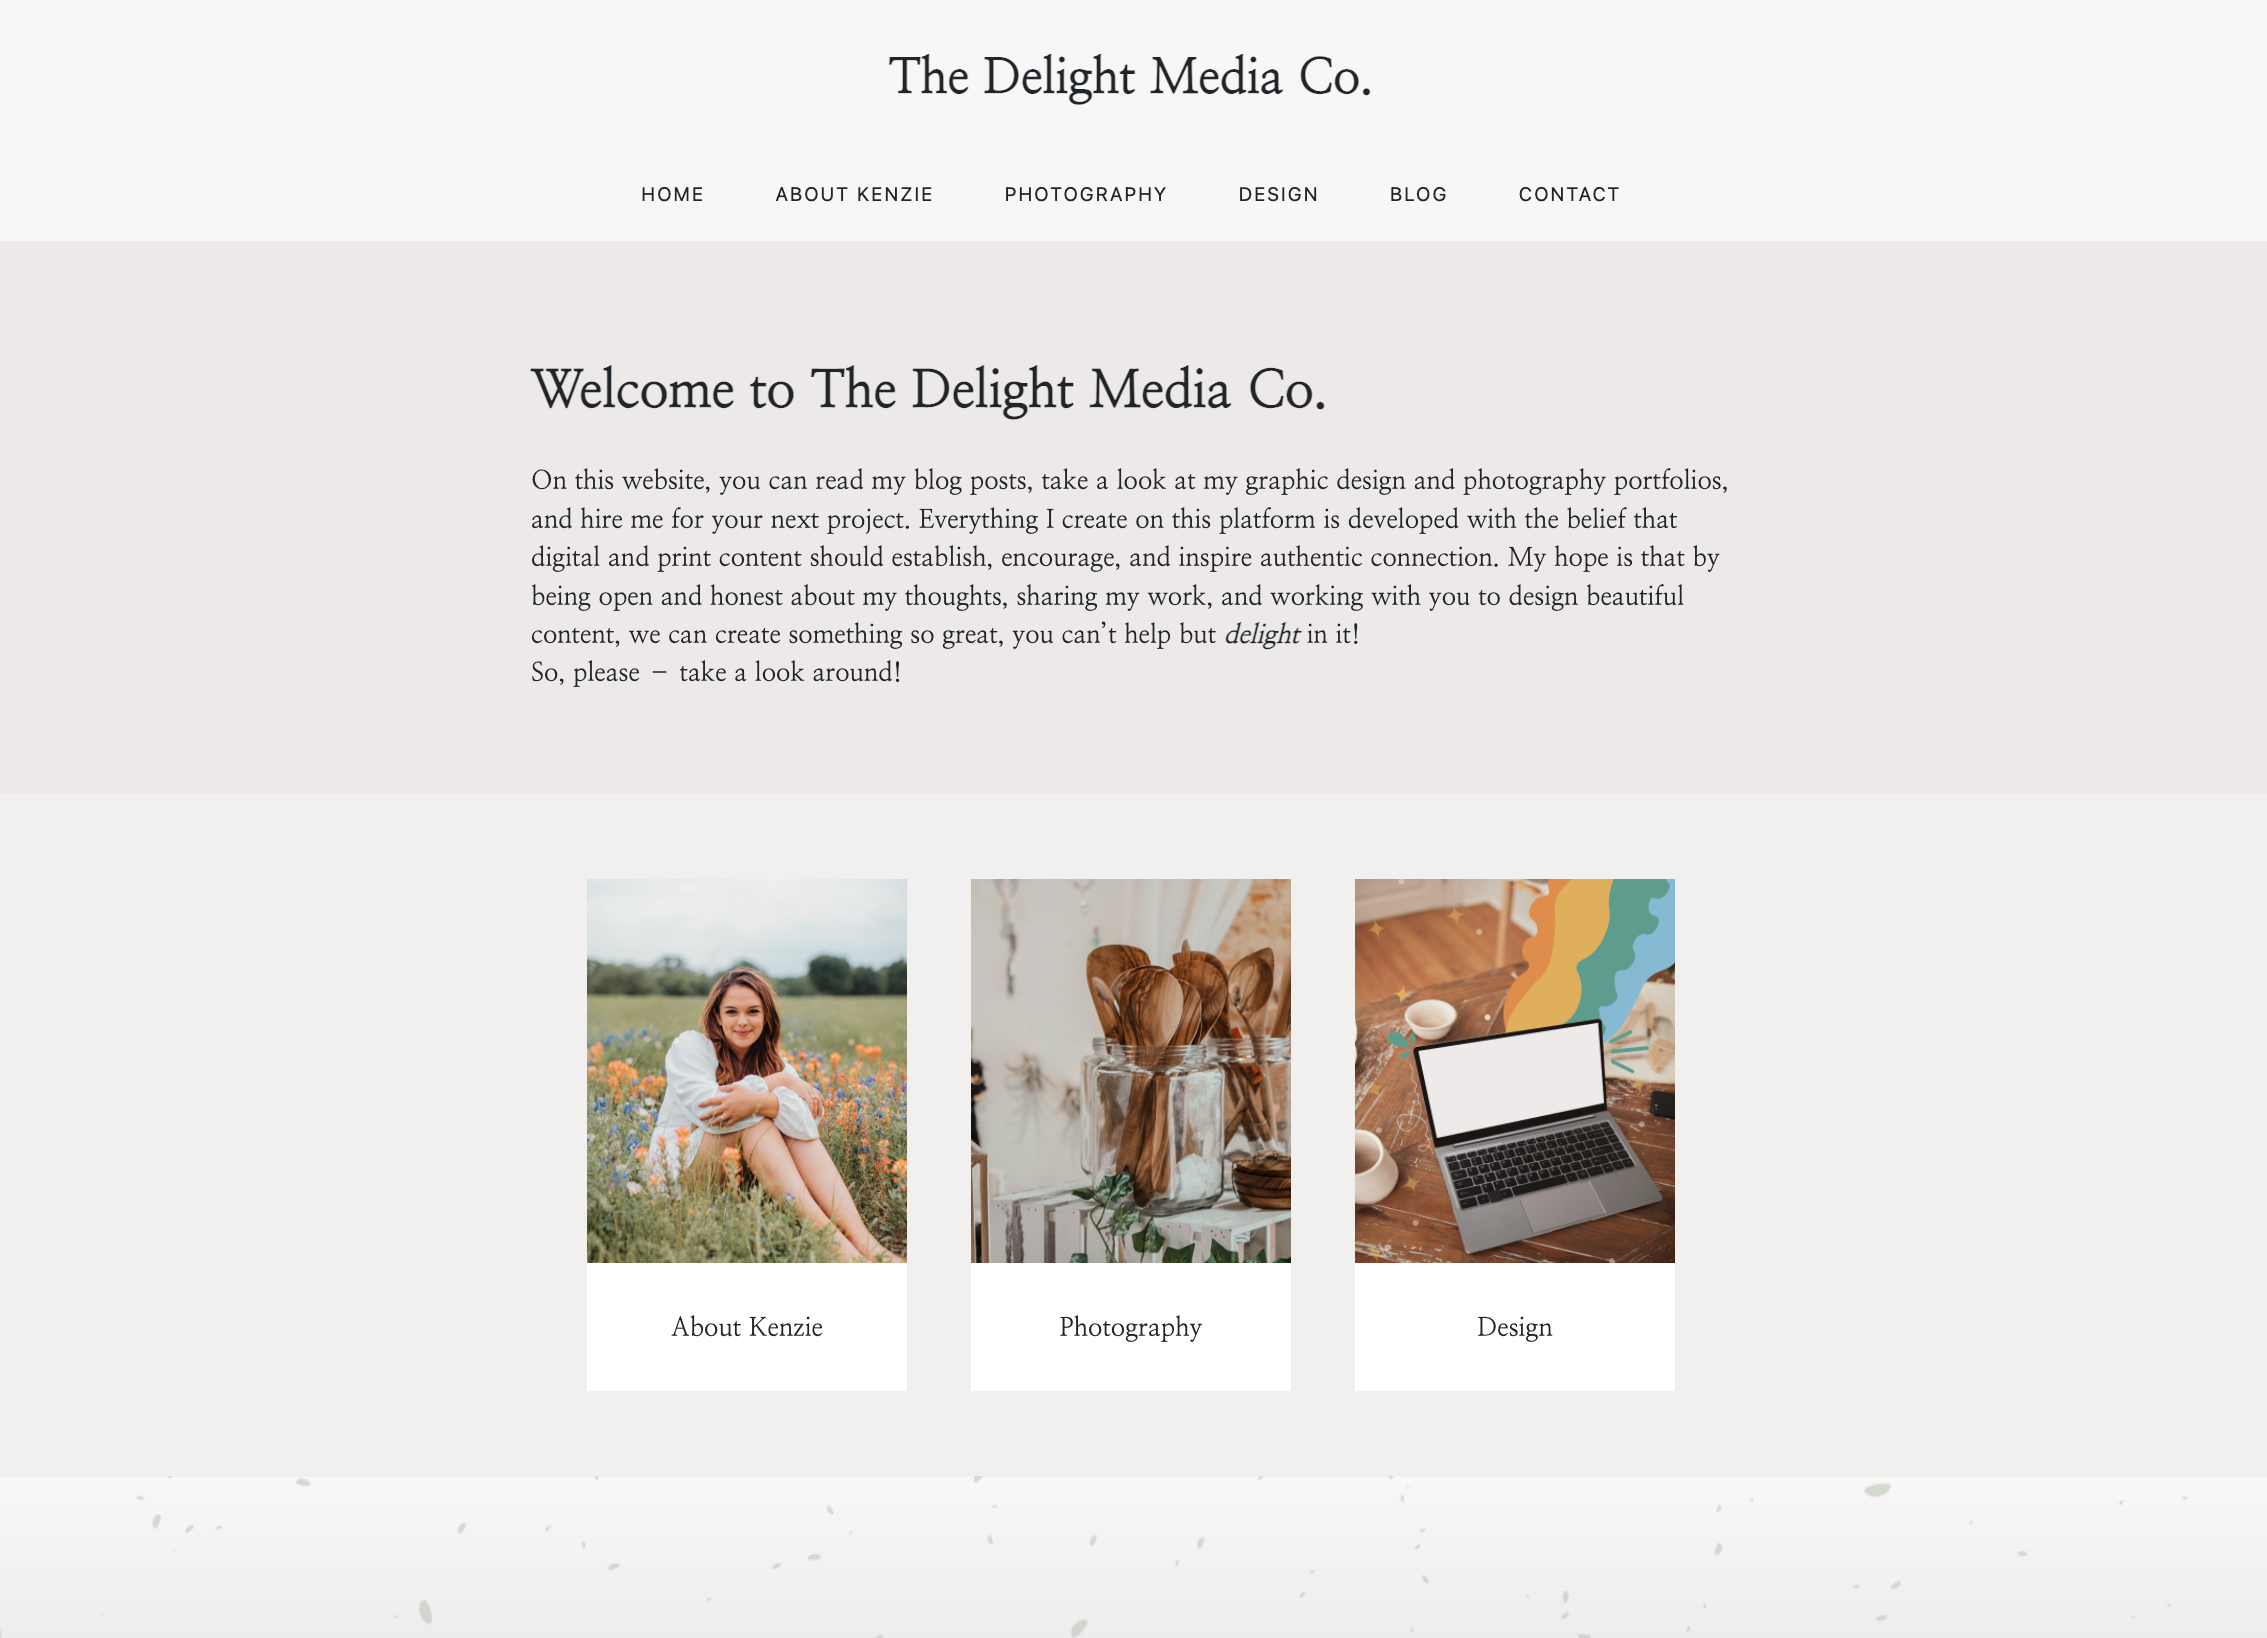 The Delight Media Co.
HOME ABOUT KENZIE PHOTOGRAPHY DESIGN BLOG CONTACT
Welcome to The Delight Media Co.
On this website, you can read my blog posts, take a look at my graphic design and photography portfolios,
and hire me for your next project. Everything I create on this platform is developed with the belief that
digital and print content should establish, encourage, and inspire authentic connection. My hope is that by
being open and honest about my thoughts, sharing my work, and working with you to design beautiful
content, we can create something so great, you can’t help but delight in it!
So, please – take a look around!
About Kenzie
Photography
Design